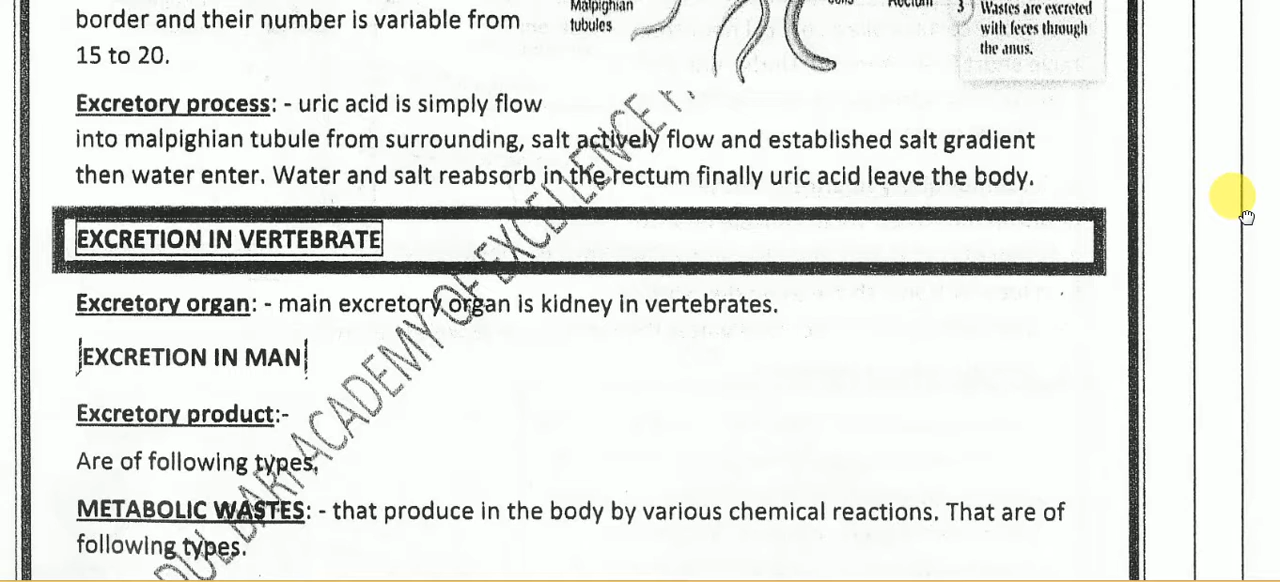 border and their number is variable from
15 to 20.
Malpighian
tubules
Rectum
3 Wastes are excreted
with feces through
the anus.
Excretory process: - uric acid is simply flow
into malpighian tubule from surrounding, salt actively flow and established salt gradient
then water enter. Water and salt reabsorb in the rectum finally uric acid leave the body.
EXCRETION IN VERTEBRATE
Excretory organ: - main excretory organ is kidney in vertebrates.
EXCRETION IN MAN
Excretory product:-
Are of following types,
METABOLIC WASTES: - that produce in the body by various chemical reactions. That are of
following types.
DUL BARI ACADEMY OF EXCELLENCE